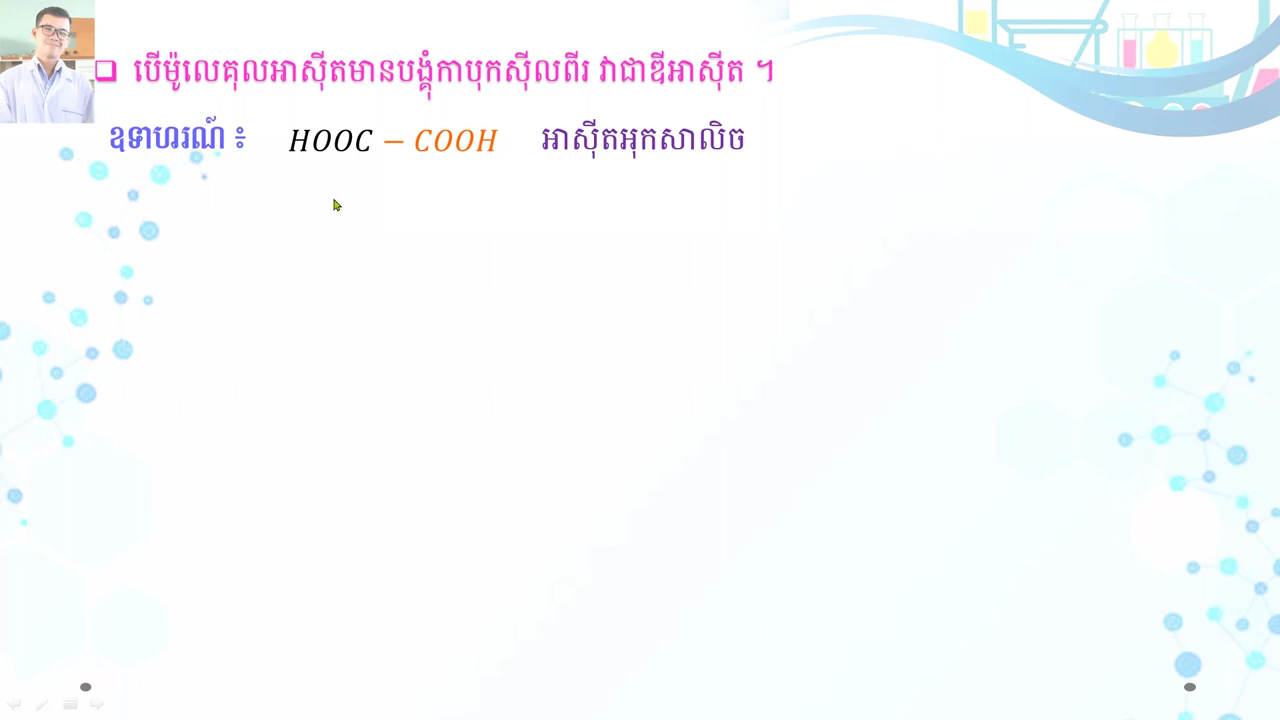 ❑ បើម៉ូលេគុលអាស៊ីតមានបង្គុំកាបុកស៊ីលពីរ វាជាឌីអាស៊ីត ។
ឧទាហរណ៍ ៖ HOOC − COOH អាស៊ីតអុកសាលិច